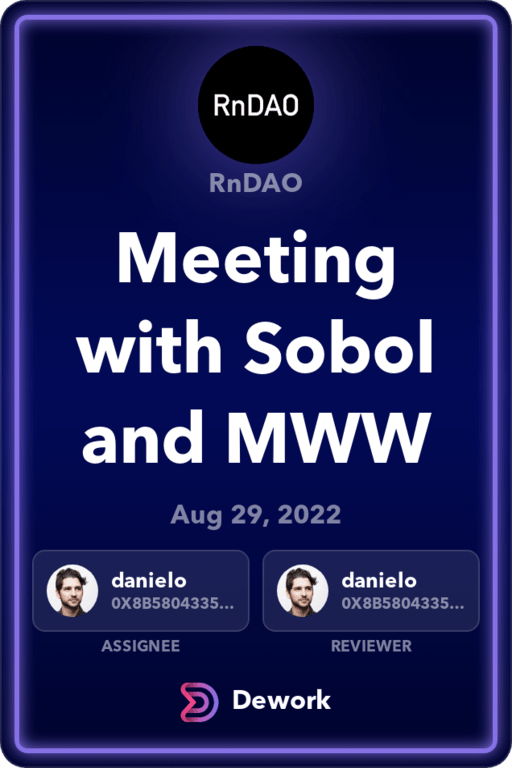 RnDAO
RnDAO
Meeting
with Sobol
and MWW
Aug 29, 2022
danielo
0X8B5804335...
ASSIGNEE
danielo
0X8B5804335...
REVIEWER
Dework